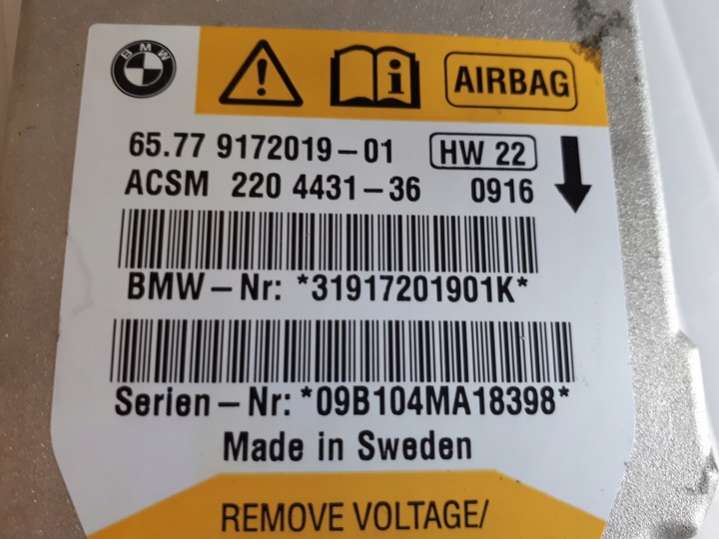 BMW
AIRBAG
65.77 9172019-01 HW 22
ACSM 220 4431-36 0916
BMW-Nr: *31917201901K*
Serien-Nr: *09B104MA18398*
Made in Sweden
REMOVE VOLTAGE/